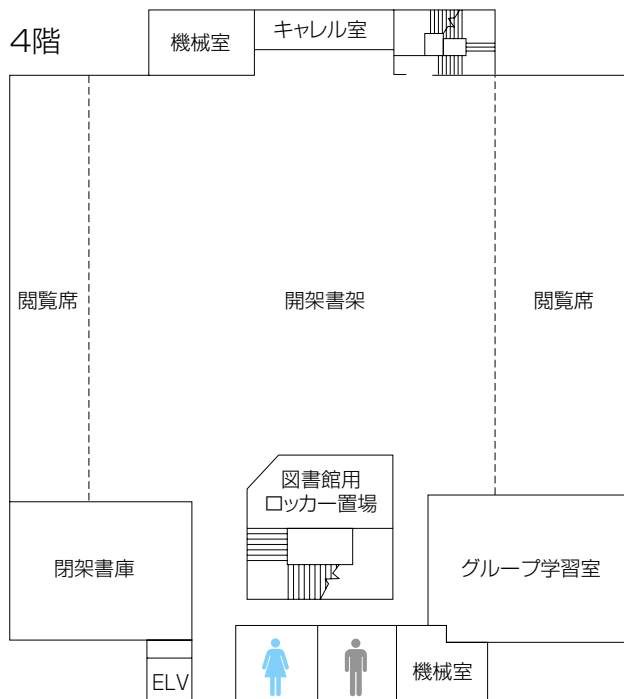 4階
機械室
キャレル室
閲覧席
開架書架
閲覧席
図書館用
ロッカー置場
閉架書庫
グループ学習室
機械室
ELV